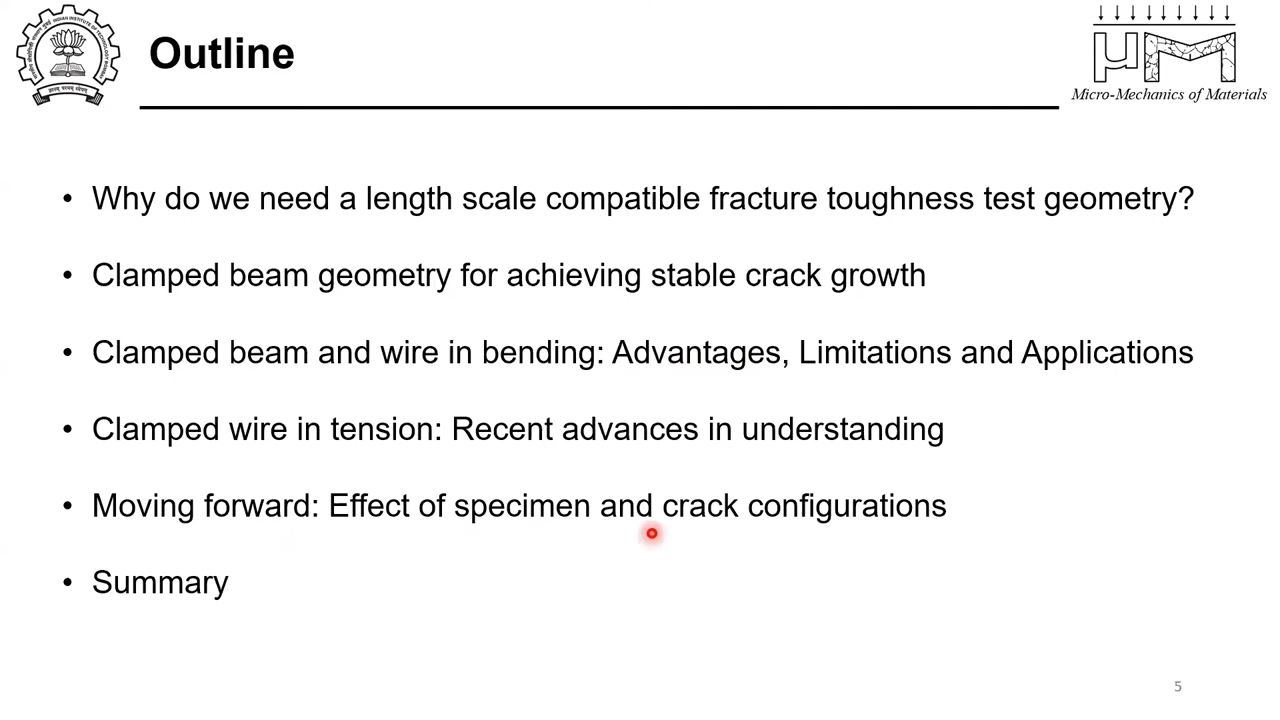 Outline
μM
Micro-Mechanics of Materials
• Why do we need a length scale compatible fracture toughness test geometry?
• Clamped beam geometry for achieving stable crack growth
• Clamped beam and wire in bending: Advantages, Limitations and Applications
• Clamped wire in tension: Recent advances in understanding
• Moving forward: Effect of specimen and crack configurations
• Summary
5